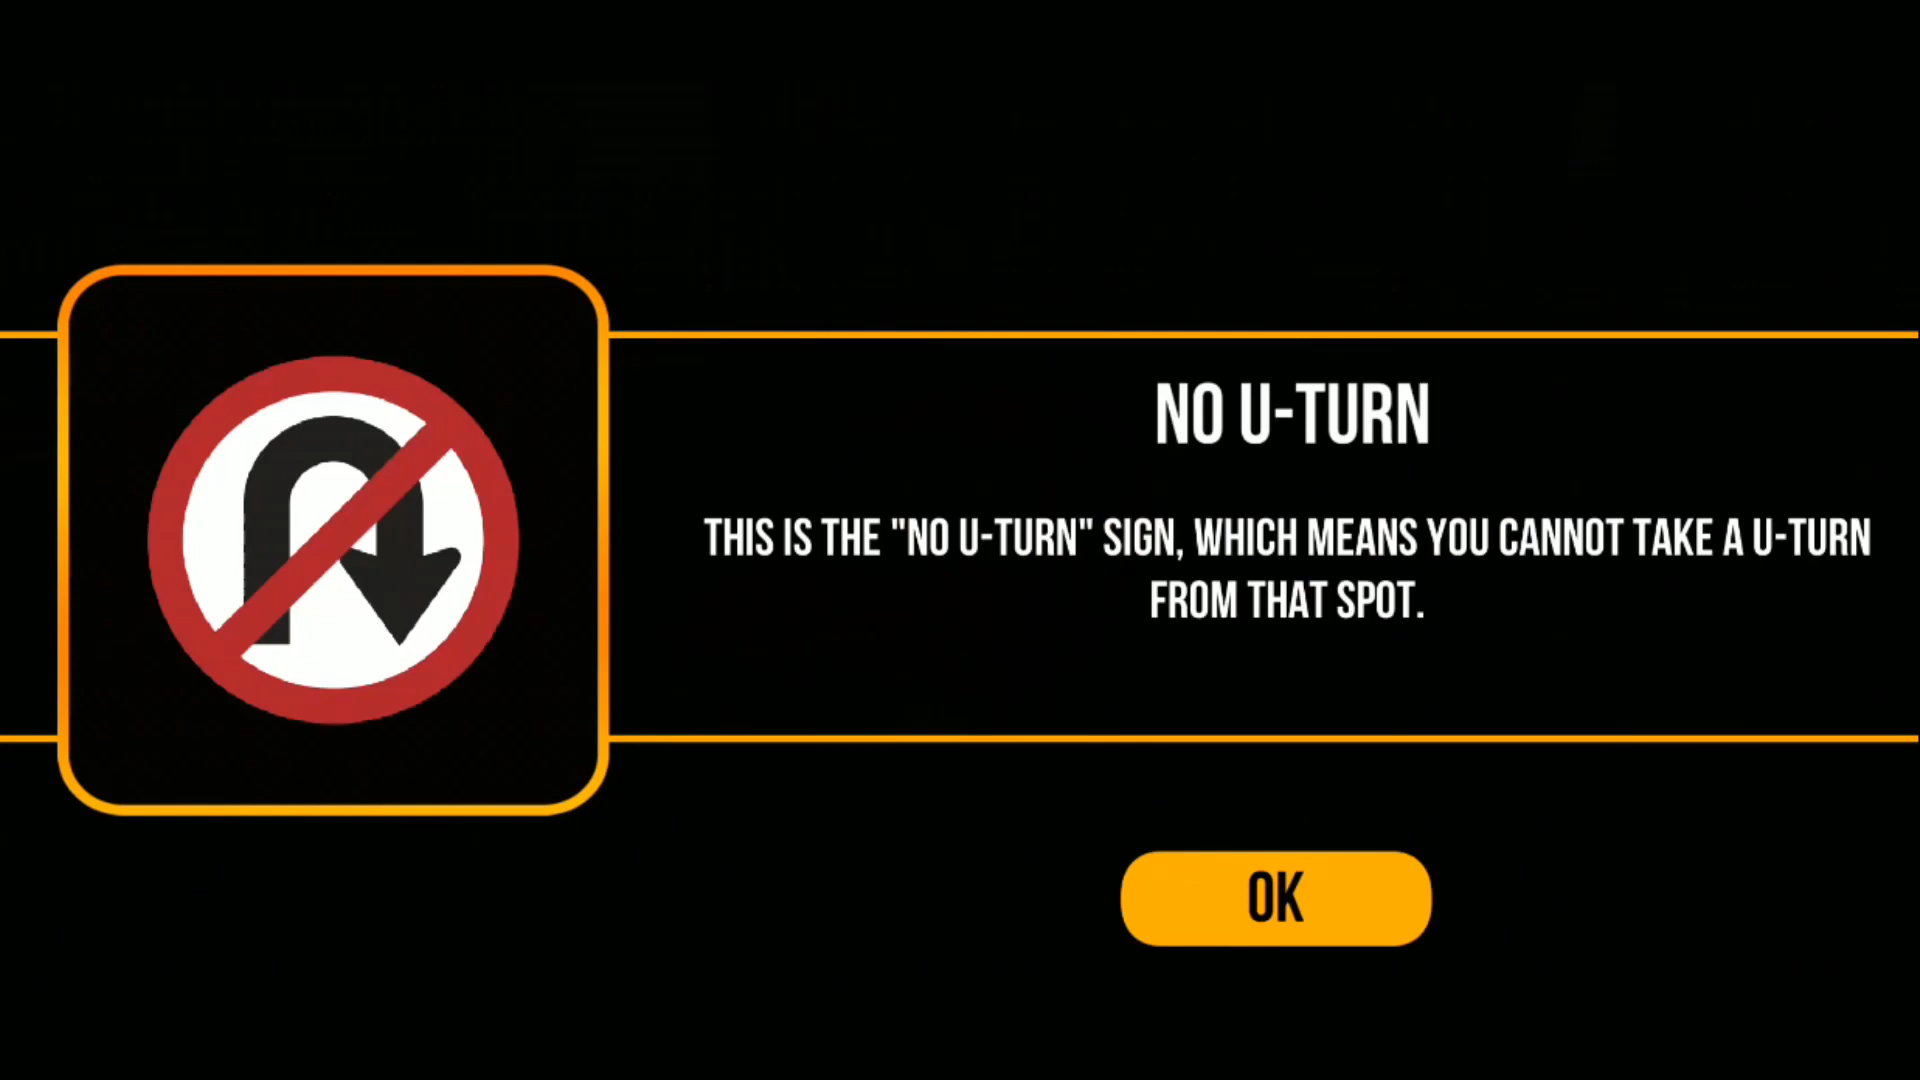 NO U-TURN
THIS IS THE "NO U-TURN" SIGN, WHICH MEANS YOU CANNOT TAKE A U-TURN
FROM THAT SPOT.
OK